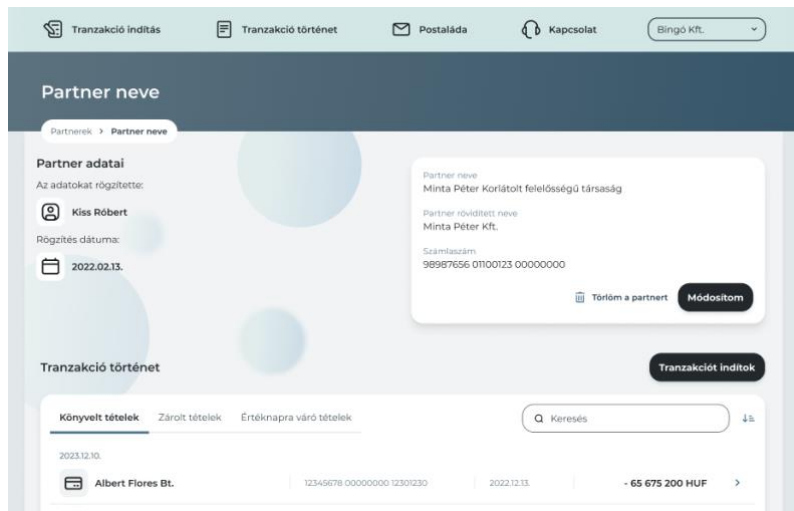 Tranzakció indítás
Tranzakció történet
Postaláda
Kapcsolat
Bingó Kft.
Partner neve
Partnerek > Partner neve
Partner adatai
Az adatokat rögzítette:
Kiss Róbert
Rögzítés dátuma:
2022.02.13.
Partner neve
Minta Péter Korlátolt felelősségű társaság
Partner rövidített neve
Minta Péter Kft.
Számlaszám
98987656 01100123 00000000
Törlöm a partnert
Módosítom
Tranzakció történet
Tranzakciót indítok
Könyvelt tételek
Zárolt tételek
Értéknapra váró tételek
Keresés
2023.12.10.
Albert Flores Bt.
12345678 00000000 12301230
2022.12.13.
- 65 675 200 HUF